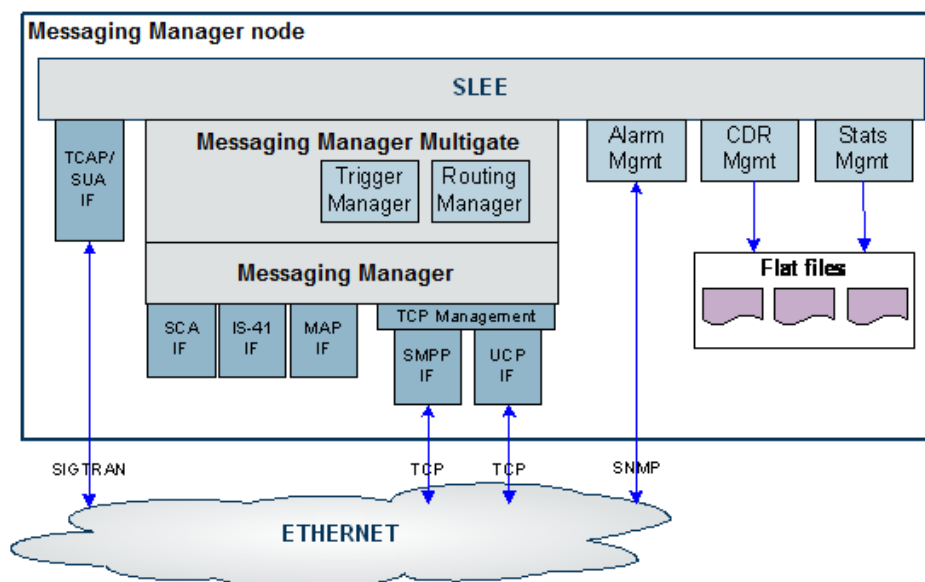 Messaging Manager node
SLEE
TCAP/
SUA
IF
Messaging Manager Multigate
Trigger
Manager
Routing
Manager
Alarm
Mgmt
CDR
Mgmt
Stats
Mgmt
Messaging Manager
Flat files
SCA
IF
IS-41
IF
MAP
IF
TCP Management
SMPP
IF
UCP
IF
SIGTRAN
TCP
TCP
SNMP
ETHERNET